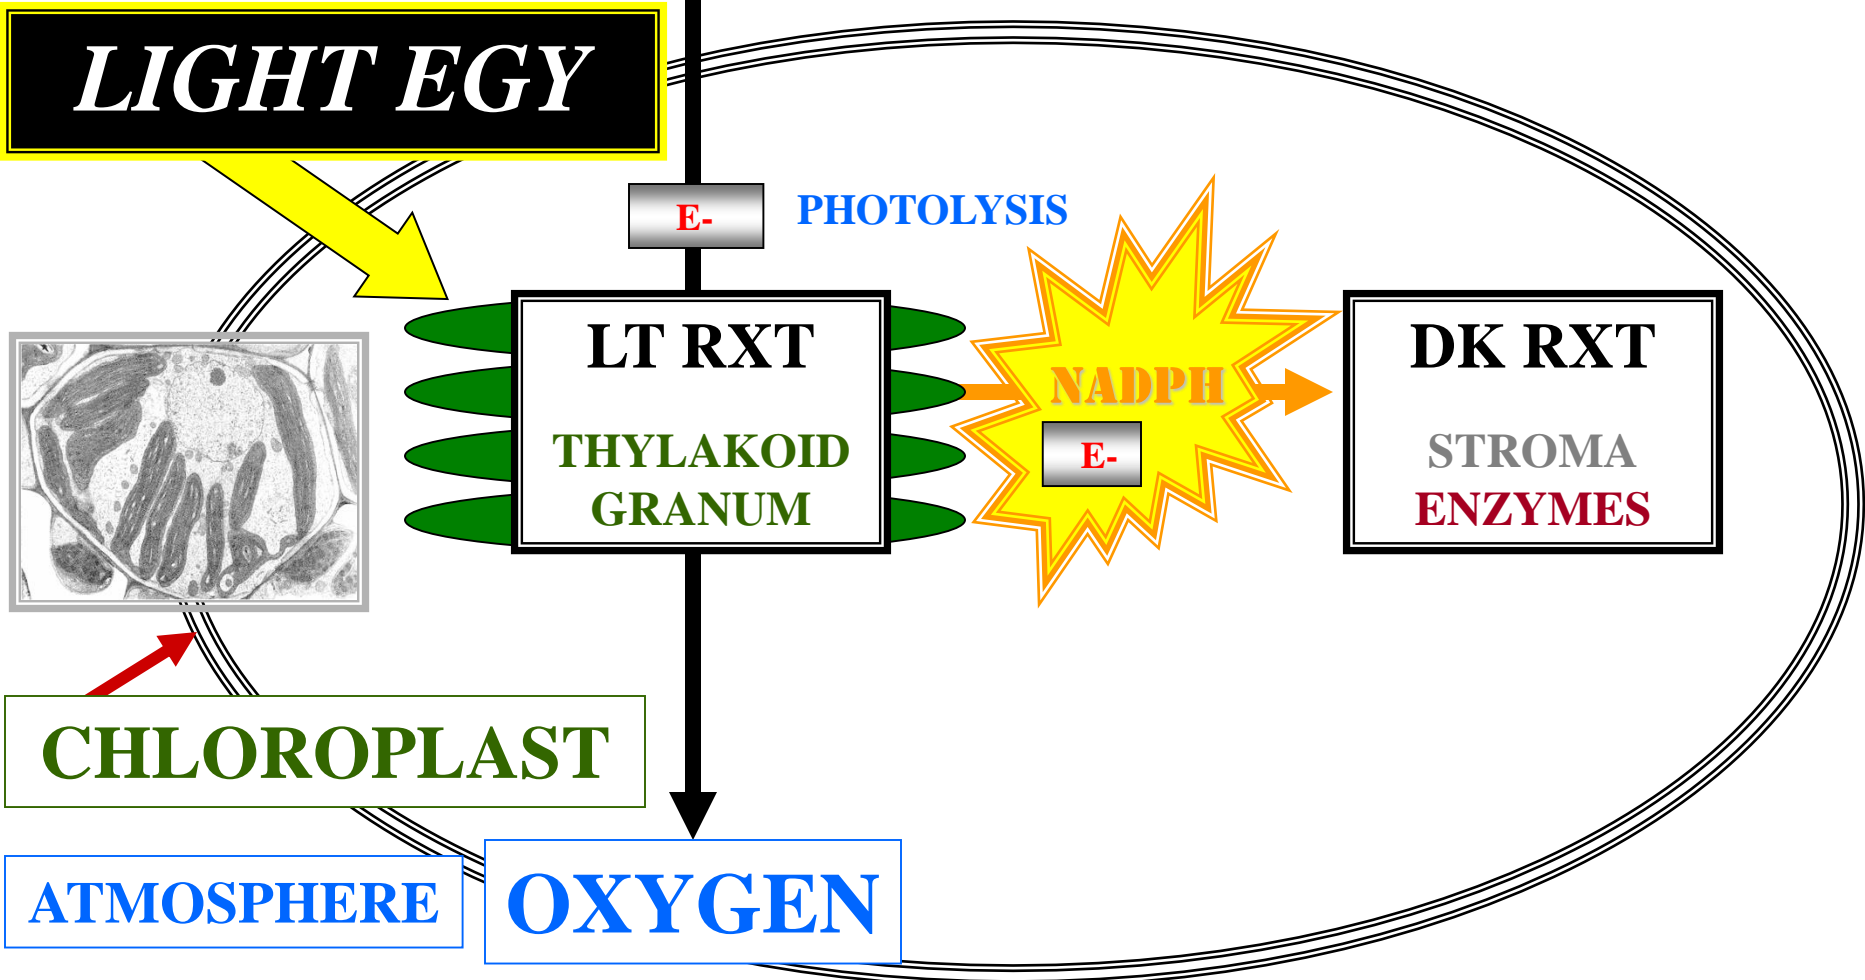 LIGHT EGY
E-
PHOTOLYSIS
LT RXT
THYLAKOID
GRANUM
NADPH
E-
DK RXT
STROMA
ENZYMES
CHLOROPLAST
ATMOSPHERE
OXYGEN